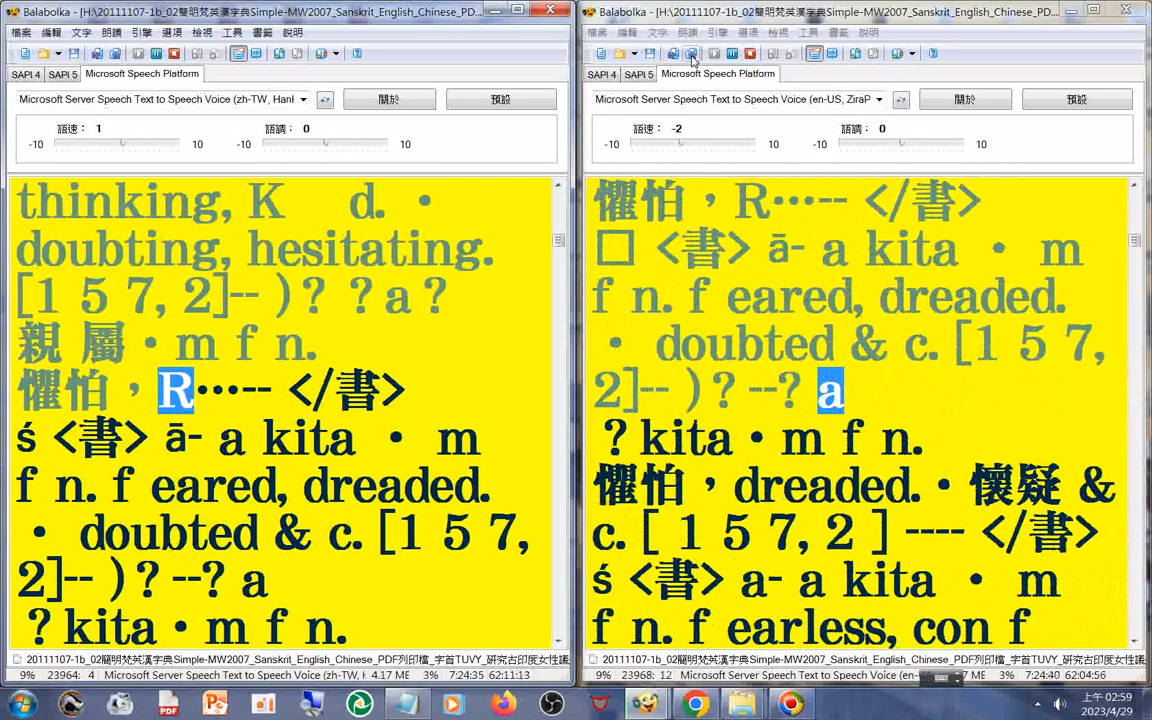 Balabolka - [H:\20111107-1b_02簡明梵英漢字典Simple-MW2007_Sanskrit_English_Chinese_PD...
檔案 編輯 文字 朗讀 引擎 選項 檢視 工具 書籤 說明
SAPI 4 SAPI 5 Microsoft Speech Platform
Microsoft Server Speech Text to Speech Voice (zh-TW, HanH
關於 預設
語速： 1 語調： 0
-10 10 -10 10
thinking, K d. •
doubting, hesitating.
[1 5 7, 2]-- )? ?a?
親 屬•m f n.
懼怕，R…-- </書>
ś <書> ā- a kita • m
f n. f eared, dreaded.
• doubted & c. [1 5 7,
2]-- )? --? a
?kita•m f n.
20111107-1b_02簡明梵英漢字典Simple-MW2007_Sanskrit_English_Chinese_PDF列印檔_字首TUVY_研究古印度女性議
9% 23964: 4 Microsoft Server Speech Text to Speech Voice (zh-TW, H 4.17 ME 3% 7:24:35 62:11:13
Balabolka - [H:\20111107-1b_02簡明梵英漢字典Simple-MW2007_Sanskrit_English_Chinese_PDF...
檔案 編輯 文字 朗讀 引擎 選項 檢視 工具 書籤 說明
SAPI 4 SAPI 5 Microsoft Speech Platform
Microsoft Server Speech Text to Speech Voice (en-US, ZiraP
關於 預設
語速： -2 語調： 0
-10 10 -10 10
懼怕，R…-- </書>
□ <書> ā- a kita • m
f n. f eared, dreaded.
• doubted & c. [1 5 7,
2]-- )? --? a
?kita•m f n.
懼怕，dreaded.•懷疑 &
c. [ 1 5 7, 2 ] ---- </書>
ś <書> a- a kita • m
f n. f earless, con f
20111107-1b_02簡明梵英漢字典Simple-MW2007_Sanskrit_English_Chinese_PDF列印檔_字首TUVY_研究古印度女性議
9% 23968: 12 Microsoft Server Speech Text to Speech Voice (en-US 3% 7:24:40 62:04:56
PDF
上午 02:59
2023/4/29